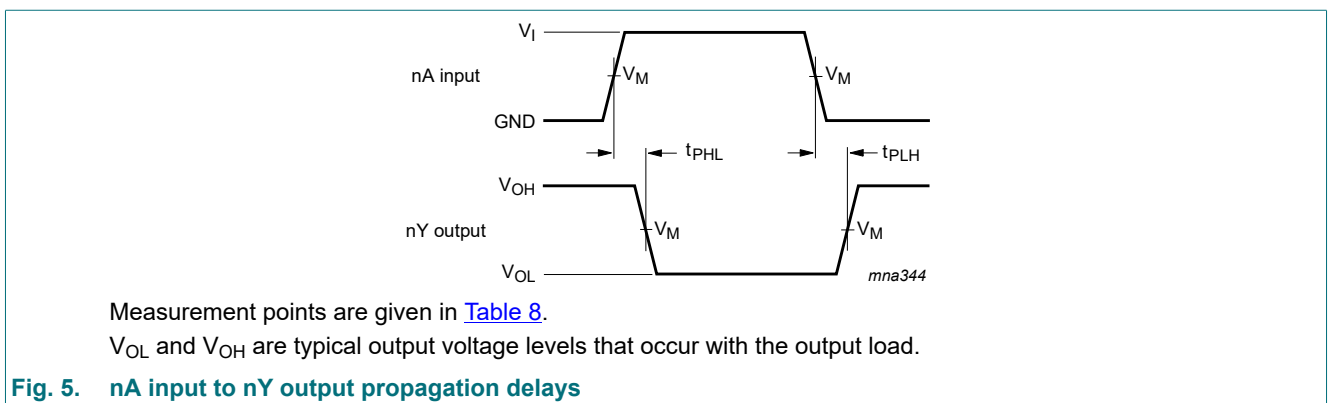 V_I
nA input
V_M
V_M
GND
t_PHL
t_PLH
V_OH
nY output
V_M
V_M
V_OL
mna344
Measurement points are given in Table 8.
V_OL and V_OH are typical output voltage levels that occur with the output load.
Fig. 5. nA input to nY output propagation delays